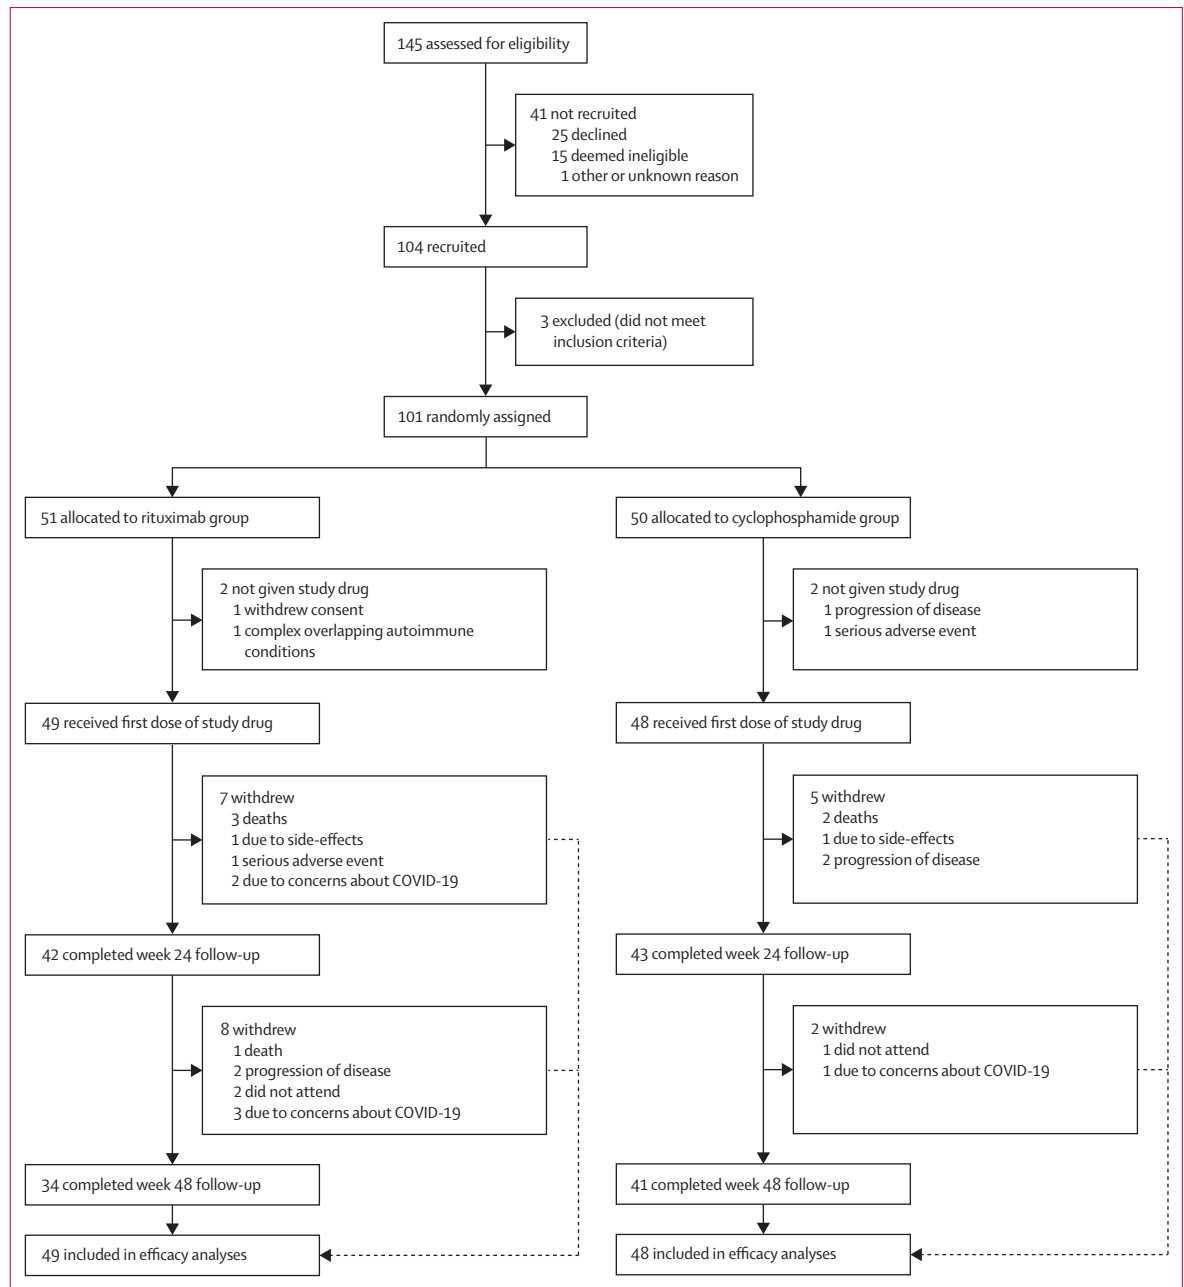 145 assessed for eligibility
41 not recruited
25 declined
15 deemed ineligible
1 other or unknown reason
104 recruited
3 excluded (did not meet
inclusion criteria)
101 randomly assigned
51 allocated to rituximab group
2 not given study drug
1 withdrew consent
1 complex overlapping autoimmune
conditions
49 received first dose of study drug
7 withdrew
3 deaths
1 due to side-effects
1 serious adverse event
2 due to concerns about COVID-19
42 completed week 24 follow-up
8 withdrew
1 death
2 progression of disease
2 did not attend
3 due to concerns about COVID-19
34 completed week 48 follow-up
49 included in efficacy analyses
50 allocated to cyclophosphamide group
2 not given study drug
1 progression of disease
1 serious adverse event
48 received first dose of study drug
5 withdrew
2 deaths
1 due to side-effects
2 progression of disease
43 completed week 24 follow-up
2 withdrew
1 did not attend
1 due to concerns about COVID-19
41 completed week 48 follow-up
48 included in efficacy analyses